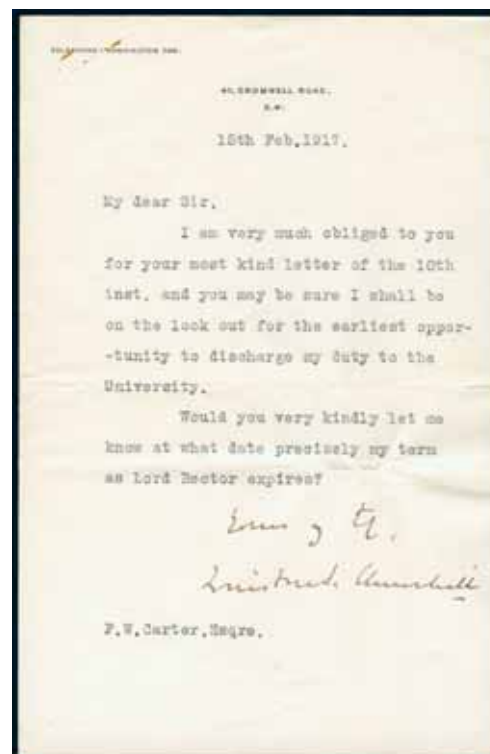 TELEPHONE: KENSINGTON
41, CROMWELL ROAD,
S.W.
15th Feb.1917.
My dear Sir,
I am very much obliged to you
for your most kind letter of the 10th
inst. and you may be sure I shall be
on the look out for the earliest oppor-
-tunity to discharge my duty to the
University.
Would you very kindly let me
know at what date precisely my term
as Lord Rector expires?
Yours
Winston S. Churchill
F.W.Carter.Esqre.